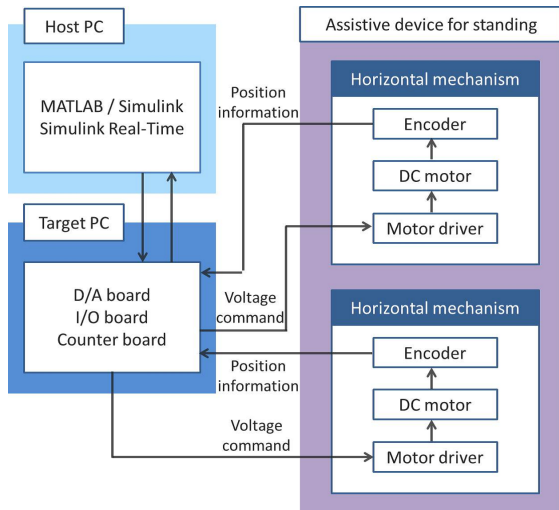 Host PC
MATLAB / Simulink
Simulink Real-Time
Target PC
D/A board
I/O board
Counter board
Position
information
Voltage
command
Position
information
Voltage
command
Assistive device for standing
Horizontal mechanism
Encoder
DC motor
Motor driver
Horizontal mechanism
Encoder
DC motor
Motor driver